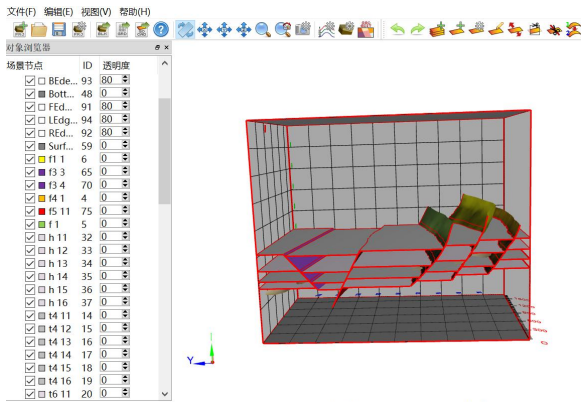 文件(F) 编辑(E) 视图(V) 帮助(H)
对象浏览器
场景节点 ID 透明度
BEde... 93 80
Bott... 48 0
FEd... 91 80
LEdg... 94 80
REd... 92 80
Surf... 59 0
f1 1 6 0
f3 3 65 0
f3 4 70 0
f4 1 4 0
f5 11 75 0
f 1 5 0
h 11 32 0
h 12 33 0
h 13 34 0
h 14 35 0
h 15 36 0
h 16 37 0
t4 11 14 0
t4 12 15 0
t4 13 16 0
t4 14 17 0
t4 15 18 0
t4 16 19 0
t6 11 20 0
Y